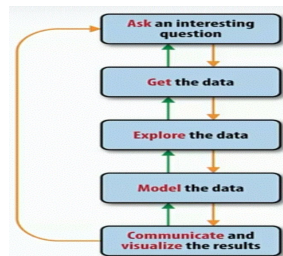 Ask an interesting
question
Get the data
Explore the data
Model the data
Communicate and
visualize the results